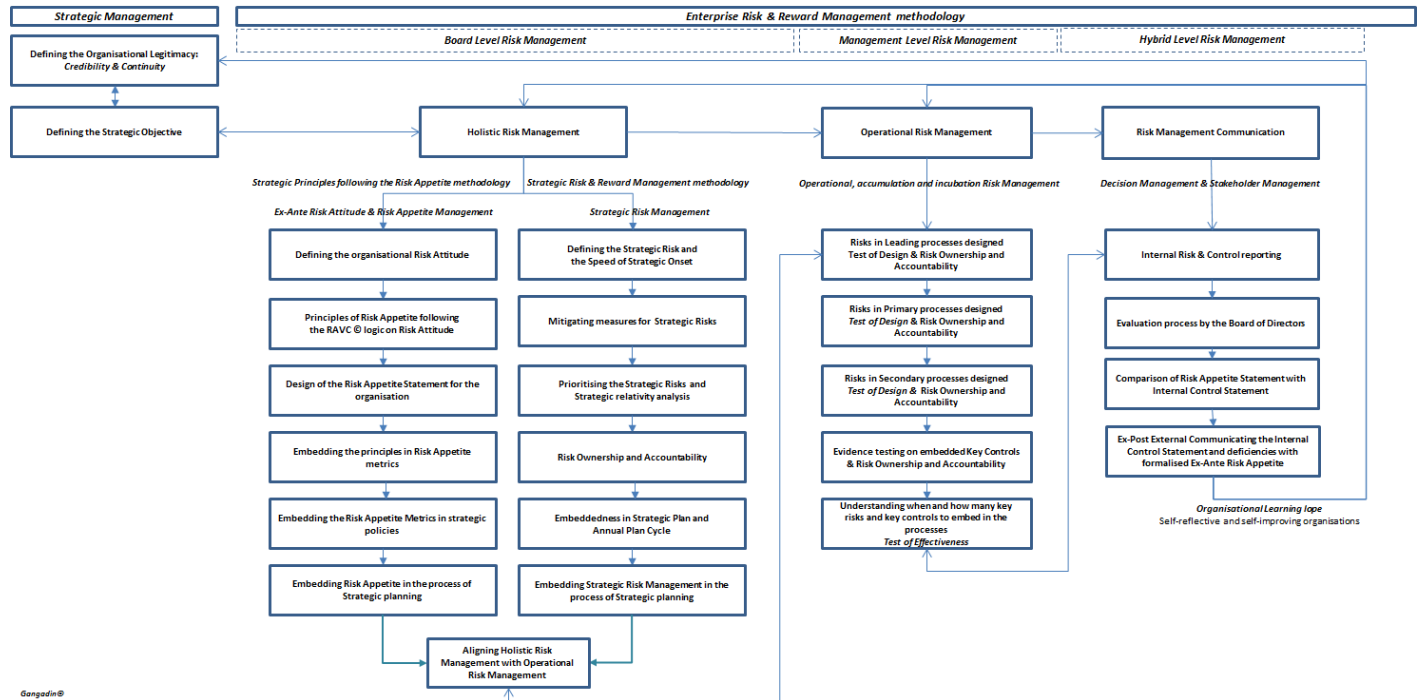 Strategic Management
Enterprise Risk & Reward Management methodology
Board Level Risk Management
Management Level Risk Management
Hybrid Level Risk Management
Defining the Organisational Legitimacy:
Credibility & Continuity
Defining the Strategic Objective
Holistic Risk Management
Operational Risk Management
Risk Management Communication
Strategic Principles following the Risk Appetite methodology
Strategic Risk & Reward Management methodology
Operational, accumulation and incubation Risk Management
Decision Management & Stakeholder Management
Ex-Ante Risk Attitude & Risk Appetite Management
Strategic Risk Management
Defining the organisational Risk Attitude
Principles of Risk Appetite following
the RAVC © logic on Risk Attitude
Design of the Risk Appetite Statement for the
organisation
Embedding the principles in Risk Appetite
metrics
Embedding the Risk Appetite Metrics in strategic
policies
Embedding Risk Appetite in the process of
Strategic planning
Defining the Strategic Risk and
the Speed of Strategic Onset
Mitigating measures for Strategic Risks
Prioritising the Strategic Risks and
Strategic relativity analysis
Risk Ownership and Accountability
Embeddedness in Strategic Plan and
Annual Plan Cycle
Embedding Strategic Risk Management in the
process of Strategic planning
Aligning Holistic Risk
Management with Operational
Risk Management
Risks in Leading processes designed
Test of Design & Risk Ownership and
Accountability
Risks in Primary processes designed
Test of Design & Risk Ownership and
Accountability
Risks in Secondary processes designed
Test of Design & Risk Ownership and
Accountability
Evidence testing on embedded Key Controls
& Risk Ownership and Accountability
Understanding when and how many key
risks and key controls to embed in the
processes
Test of Effectiveness
Internal Risk & Control reporting
Evaluation process by the Board of Directors
Comparison of Risk Appetite Statement with
Internal Control Statement
Ex-Post External Communicating the Internal
Control Statement and deficiencies with
formalised Ex-Ante Risk Appetite
Organisational Learning lope
Self-reflective and self-improving organisations
Gangadin®